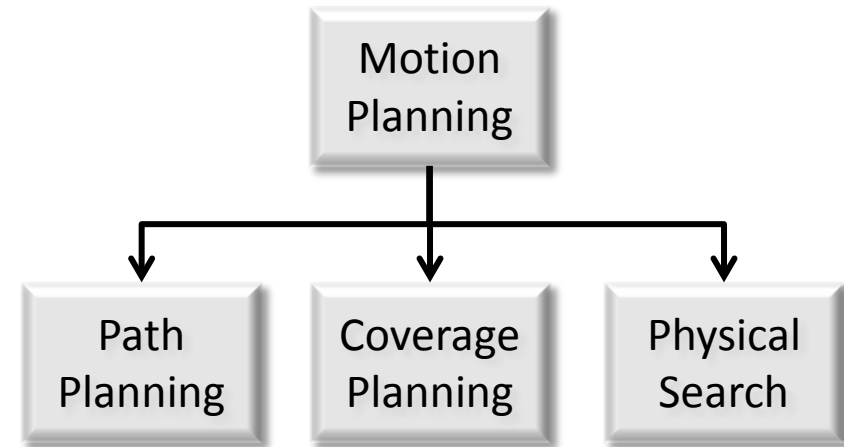 Motion
Planning
Path
Planning
Coverage
Planning
Physical
Search